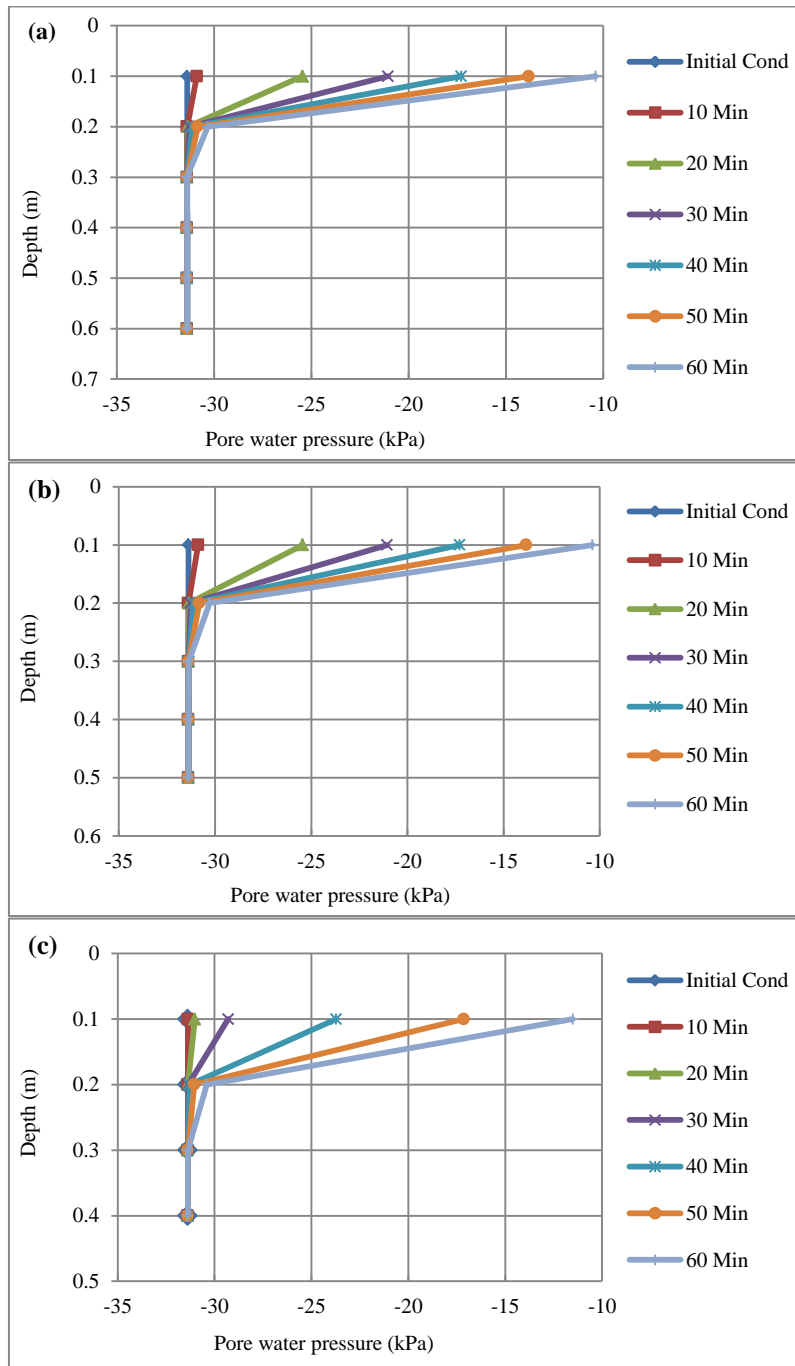 (a)
0
0.1
0.2
0.3
0.4
0.5
0.6
0.7
Depth (m)
-35 -30 -25 -20 -15 -10
Pore water pressure (kPa)
Initial Cond
10 Min
20 Min
30 Min
40 Min
50 Min
60 Min
(b)
0
0.1
0.2
0.3
0.4
0.5
0.6
Depth (m)
-35 -30 -25 -20 -15 -10
Pore water pressure (kPa)
Initial Cond
10 Min
20 Min
30 Min
40 Min
50 Min
60 Min
(c)
0
0.1
0.2
0.3
0.4
0.5
Depth (m)
-35 -30 -25 -20 -15 -10
Pore water pressure (kPa)
Initial Cond
10 Min
20 Min
30 Min
40 Min
50 Min
60 Min